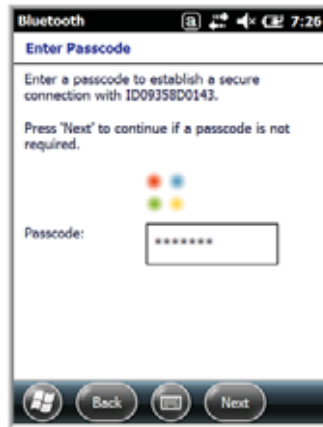 Bluetooth a 7:26
Enter Passcode
Enter a passcode to establish a secure
connection with ID09358D0143.
Press 'Next' to continue if a passcode is not
required.
Passcode: *******
Back Next